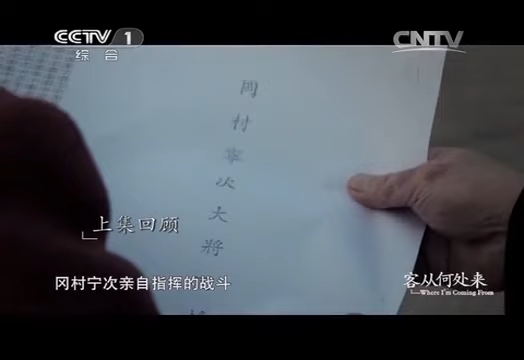 CCTV 1
综合
CNTV
冈村宁次大将
上集回顾
冈村宁次亲自指挥的战斗
客从何处来
Where I'm Coming From